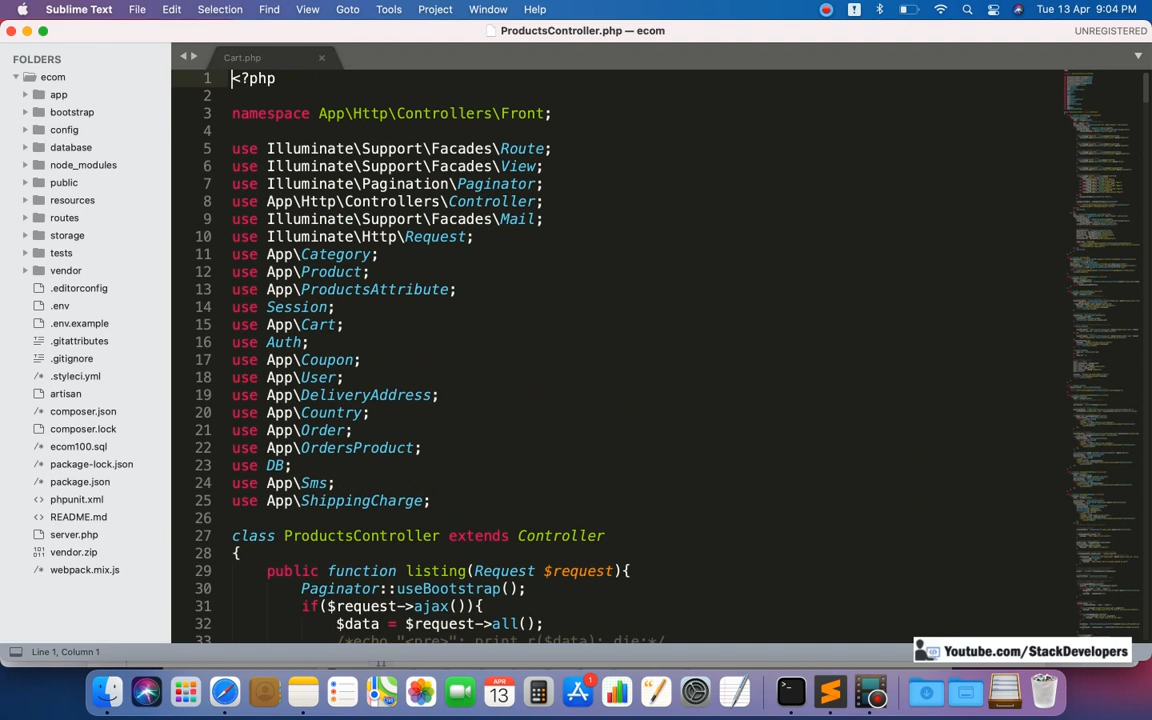 Sublime Text File Edit Selection Find View Goto Tools Project Window Help Tue 13 Apr 9:04 PM
ProductsController.php — ecom UNREGISTERED
FOLDERS
ecom
app
bootstrap
config
database
node_modules
public
resources
routes
storage
tests
vendor
.editorconfig
.env
.env.example
.gitattributes
.gitignore
.styleci.yml
artisan
composer.json
composer.lock
ecom100.sql
package-lock.json
package.json
phpunit.xml
README.md
server.php
vendor.zip
webpack.mix.js
Cart.php
1 <?php
2
3 namespace App\Http\Controllers\Front;
4
5 use Illuminate\Support\Facades\Route;
6 use Illuminate\Support\Facades\View;
7 use Illuminate\Pagination\Paginator;
8 use App\Http\Controllers\Controller;
9 use Illuminate\Support\Facades\Mail;
10 use Illuminate\Http\Request;
11 use App\Category;
12 use App\Product;
13 use App\ProductsAttribute;
14 use Session;
15 use App\Cart;
16 use Auth;
17 use App\Coupon;
18 use App\User;
19 use App\DeliveryAddress;
20 use App\Country;
21 use App\Order;
22 use App\OrdersProduct;
23 use DB;
24 use App\Sms;
25 use App\ShippingCharge;
26
27 class ProductsController extends Controller
28 {
29 public function listing(Request $request){
30 Paginator::useBootstrap();
31 if($request->ajax()){
32 $data = $request->all();
33 /*echo "<pre>"; print_r($data); die;*/
Line 1, Column 1
Youtube.com/StackDevelopers
APR
13
1